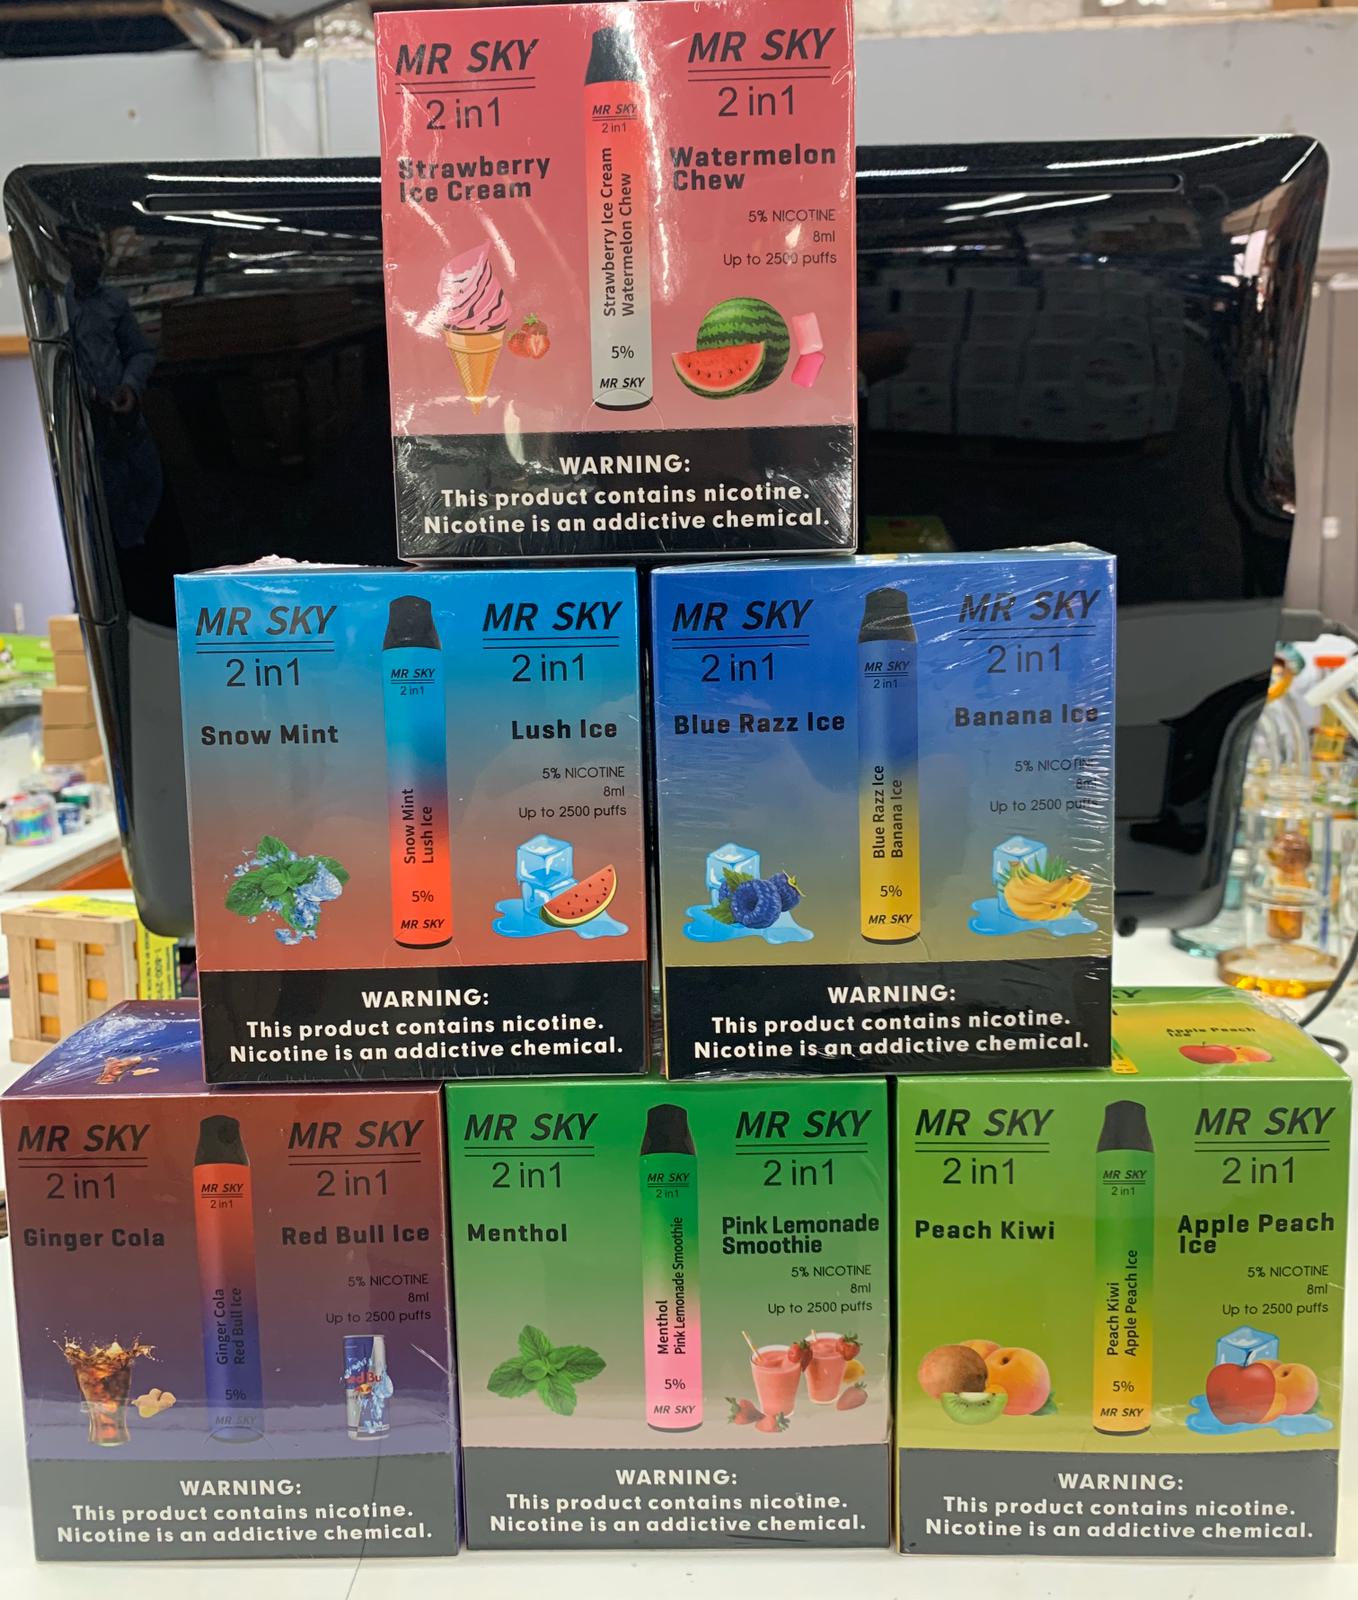 MR SKY
2 in1
Strawberry
Ice Cream
MR SKY
2 in1
Strawberry Ice Cream
Watermelon Chew
5%
MR SKY
MR SKY
2 in1
Watermelon
Chew
5% NICOTINE
8ml
Up to 2500 puffs
WARNING:
This product contains nicotine.
Nicotine is an addictive chemical.
MR SKY
2 in1
Snow Mint
MR SKY
2 in1
Snow Mint
Lush Ice
5%
MR SKY
MR SKY
2 in1
Lush Ice
5% NICOTINE
8ml
Up to 2500 puffs
WARNING:
This product contains nicotine.
Nicotine is an addictive chemical.
MR SKY
2 in1
Blue Razz Ice
MR SKY
2 in1
Blue Razz Ice
Banana Ice
5%
MR SKY
MR SKY
2 in1
Banana Ice
5% NICOTINE
8ml
Up to 2500 puffs
WARNING:
This product contains nicotine.
Nicotine is an addictive chemical.
MR SKY
2 in1
Ginger Cola
MR SKY
2 in1
Ginger Cola
Red Bull Ice
5%
MR SKY
MR SKY
2 in1
Red Bull Ice
5% NICOTINE
8ml
Up to 2500 puffs
WARNING:
This product contains nicotine.
Nicotine is an addictive chemical.
MR SKY
2 in1
Menthol
MR SKY
2 in1
Menthol
Pink Lemonade Smoothie
5%
MR SKY
MR SKY
2 in1
Pink Lemonade
Smoothie
5% NICOTINE
8ml
Up to 2500 puffs
WARNING:
This product contains nicotine.
Nicotine is an addictive chemical.
Apple Peach
Ice
MR SKY
2 in1
Peach Kiwi
MR SKY
2 in1
Peach Kiwi
Apple Peach Ice
5%
MR SKY
MR SKY
2 in1
Apple Peach
Ice
5% NICOTINE
8ml
Up to 2500 puffs
WARNING:
This product contains nicotine.
Nicotine is an addictive chemical.